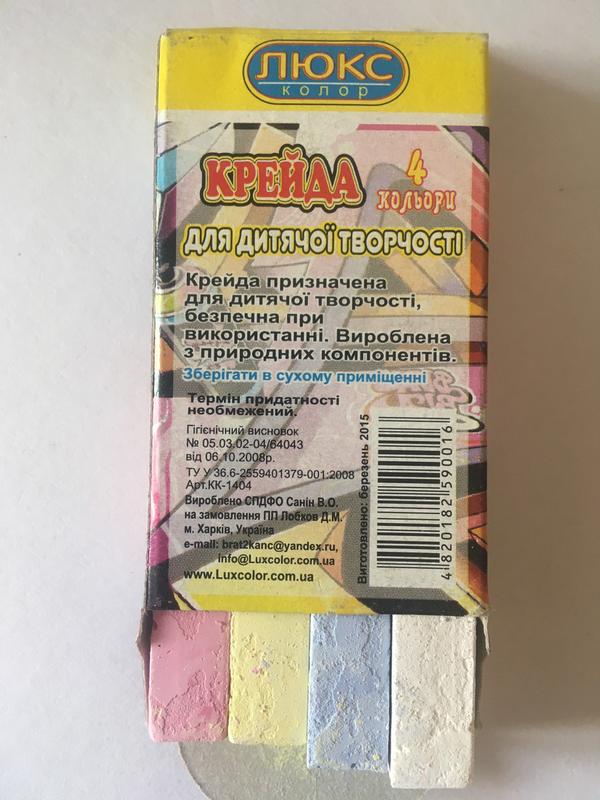 ЛЮКС
колор
КРЕЙДА 4 КОЛЬОРИ
ДЛЯ ДИТЯЧОЇ ТВОРЧОСТІ
Крейда призначена
для дитячої творчості,
безпечна при
використанні. Вироблена
з природних компонентів.
Зберігати в сухому приміщенні
Термін придатності
необмежений.
Гігієнічний висновок
№ 05.03.02-04/64043
від 06.10.2008р.
ТУ У 36.6-2559401379-001:2008
Арт.КК-1404
Вироблено СПДФО Санін В.О.
на замовлення ПП Лобков Д.М.
м. Харків, Україна
e-mail: brat2kanc@yandex.ru,
info@Luxcolor.com.ua
www.Luxcolor.com.ua
Виготовлено: березень 2015
4 820182 590016